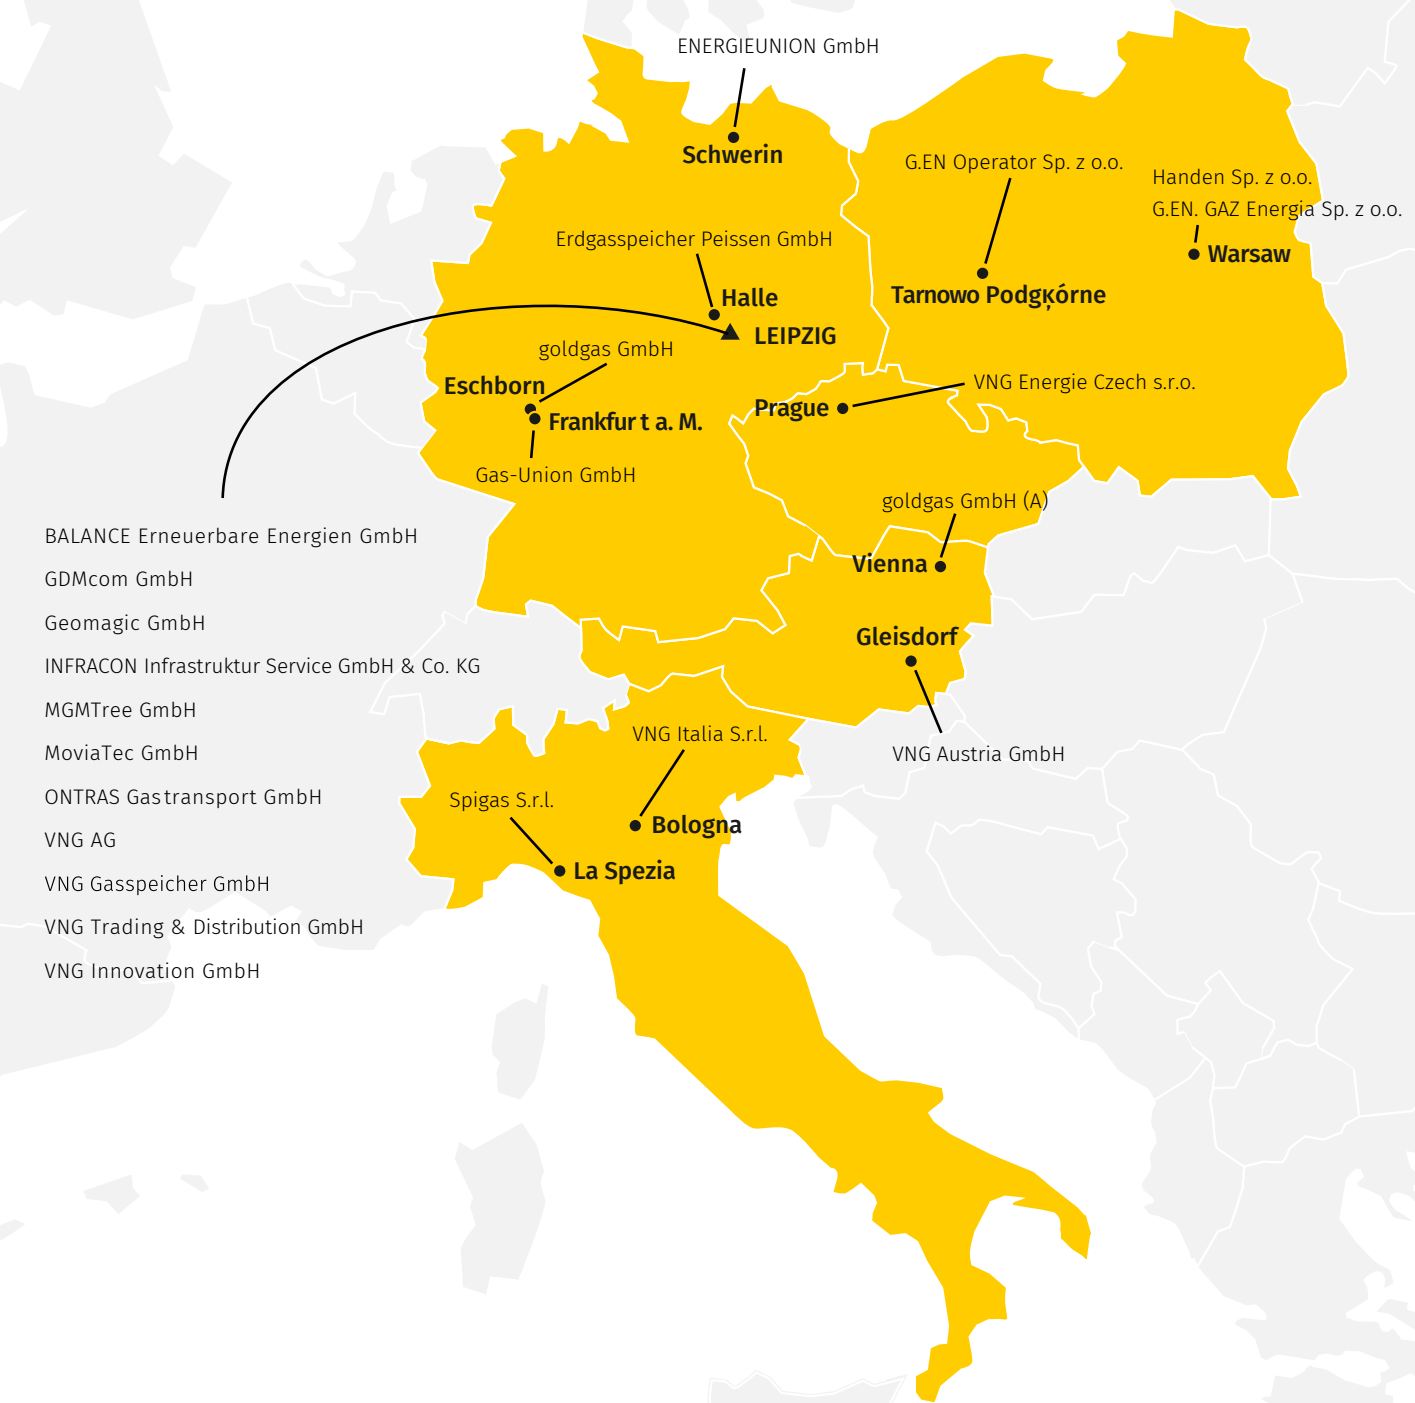 ENERGIEUNION GmbH
Schwerin
G.EN Operator Sp. z o.o.
Handen Sp. z o.o.
G.EN. GAZ Energia Sp. z o.o.
Warsaw
Erdgasspeicher Peissen GmbH
Halle
Tarnowo Podgķórne
LEIPZIG
goldgas GmbH
Eschborn
VNG Energie Czech s.r.o.
Prague
Frankfurt a. M.
Gas-Union GmbH
goldgas GmbH (A)
Vienna
BALANCE Erneuerbare Energien GmbH
GDMcom GmbH
Geomagic GmbH
INFRACON Infrastruktur Service GmbH & Co. KG
MGMTree GmbH
MoviaTec GmbH
ONTRAS Gastransport GmbH
VNG AG
VNG Gasspeicher GmbH
VNG Trading & Distribution GmbH
VNG Innovation GmbH
Gleisdorf
VNG Austria GmbH
VNG Italia S.r.l.
Spigas S.r.l.
Bologna
La Spezia